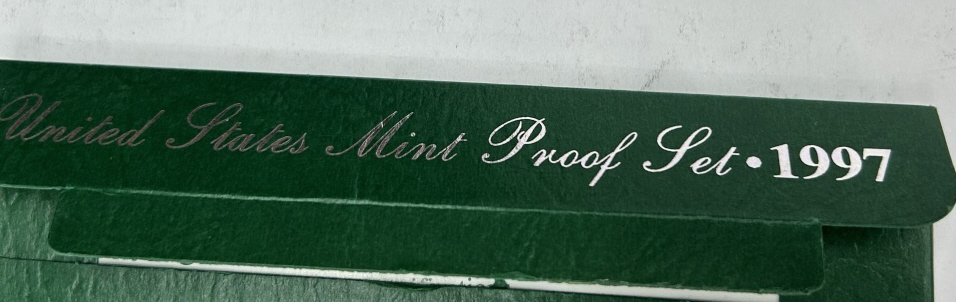 United States Mint Proof Set • 1997